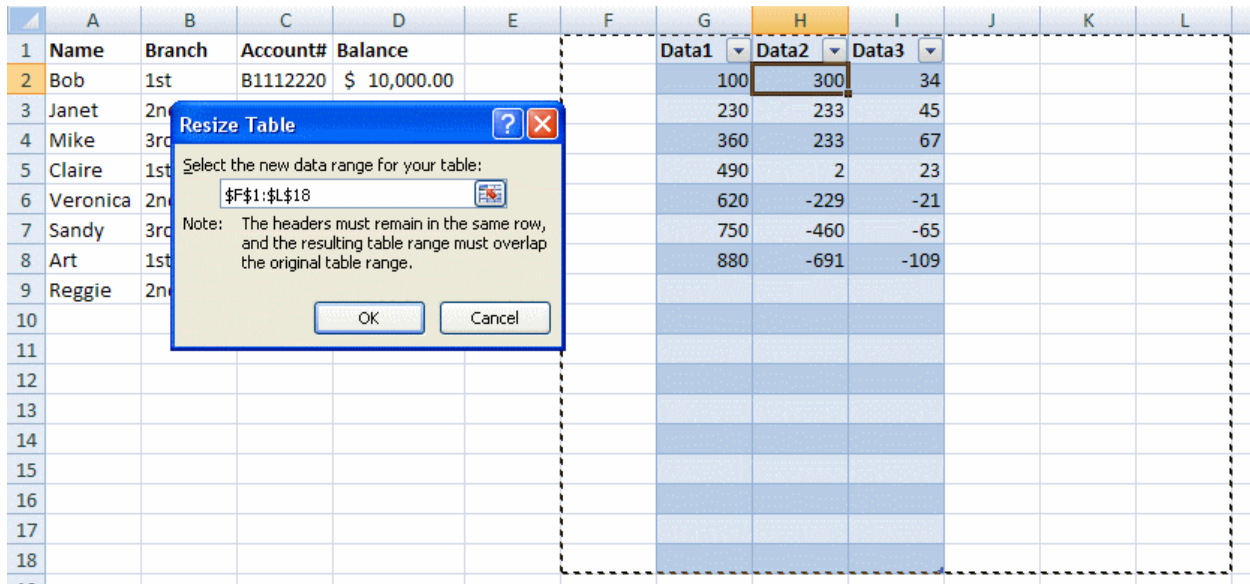 A B C D E F G H I J K L
1 Name Branch Account# Balance Data1 Data2 Data3
2 Bob 1st B1112220 $ 10,000.00 100 300 34
3 Janet 2n 230 233 45
Resize Table
4 Mike 3rd 360 233 67
Select the new data range for your table:
5 Claire 1st 490 2 23
$F$1:$L$18
6 Veronica 2n 620 -229 -21
Note: The headers must remain in the same row,
7 Sandy 3rd 750 -460 -65
and the resulting table range must overlap
the original table range.
8 Art 1st 880 -691 -109
9 Reggie 2n
OK Cancel
10
11
12
13
14
15
16
17
18